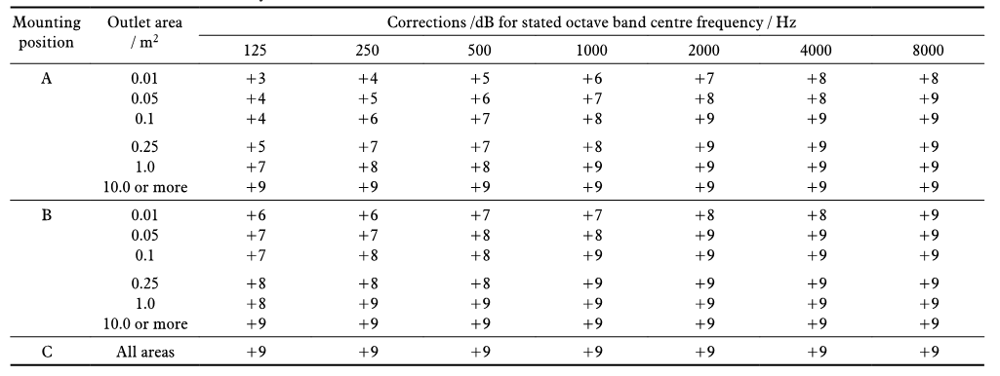 Mounting position Outlet area / m² Corrections /dB for stated octave band centre frequency / Hz
125 250 500 1000 2000 4000 8000
A 0.01 +3 +4 +5 +6 +7 +8 +8
0.05 +4 +5 +6 +7 +8 +8 +9
0.1 +4 +6 +7 +8 +9 +9 +9
0.25 +5 +7 +7 +8 +9 +9 +9
1.0 +7 +8 +8 +9 +9 +9 +9
10.0 or more +9 +9 +9 +9 +9 +9 +9
B 0.01 +6 +6 +7 +7 +8 +8 +9
0.05 +7 +7 +8 +8 +9 +9 +9
0.1 +7 +8 +8 +9 +9 +9 +9
0.25 +8 +8 +8 +9 +9 +9 +9
1.0 +8 +9 +9 +9 +9 +9 +9
10.0 or more +9 +9 +9 +9 +9 +9 +9
C All areas +9 +9 +9 +9 +9 +9 +9